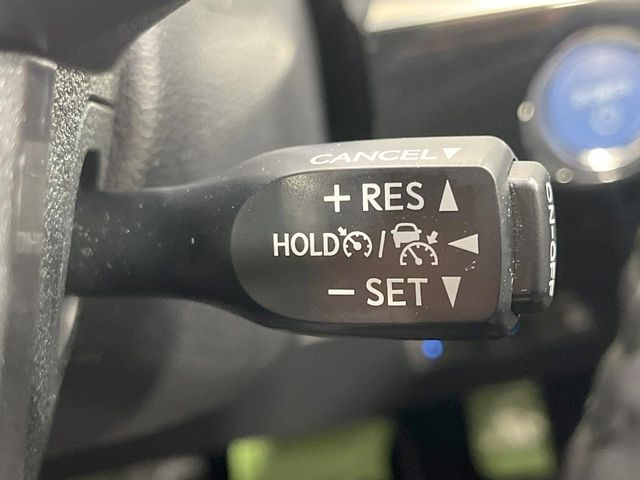 CANCEL▼
+ RES ▲
HOLD / ◀
− SET ▼
ON-OFF